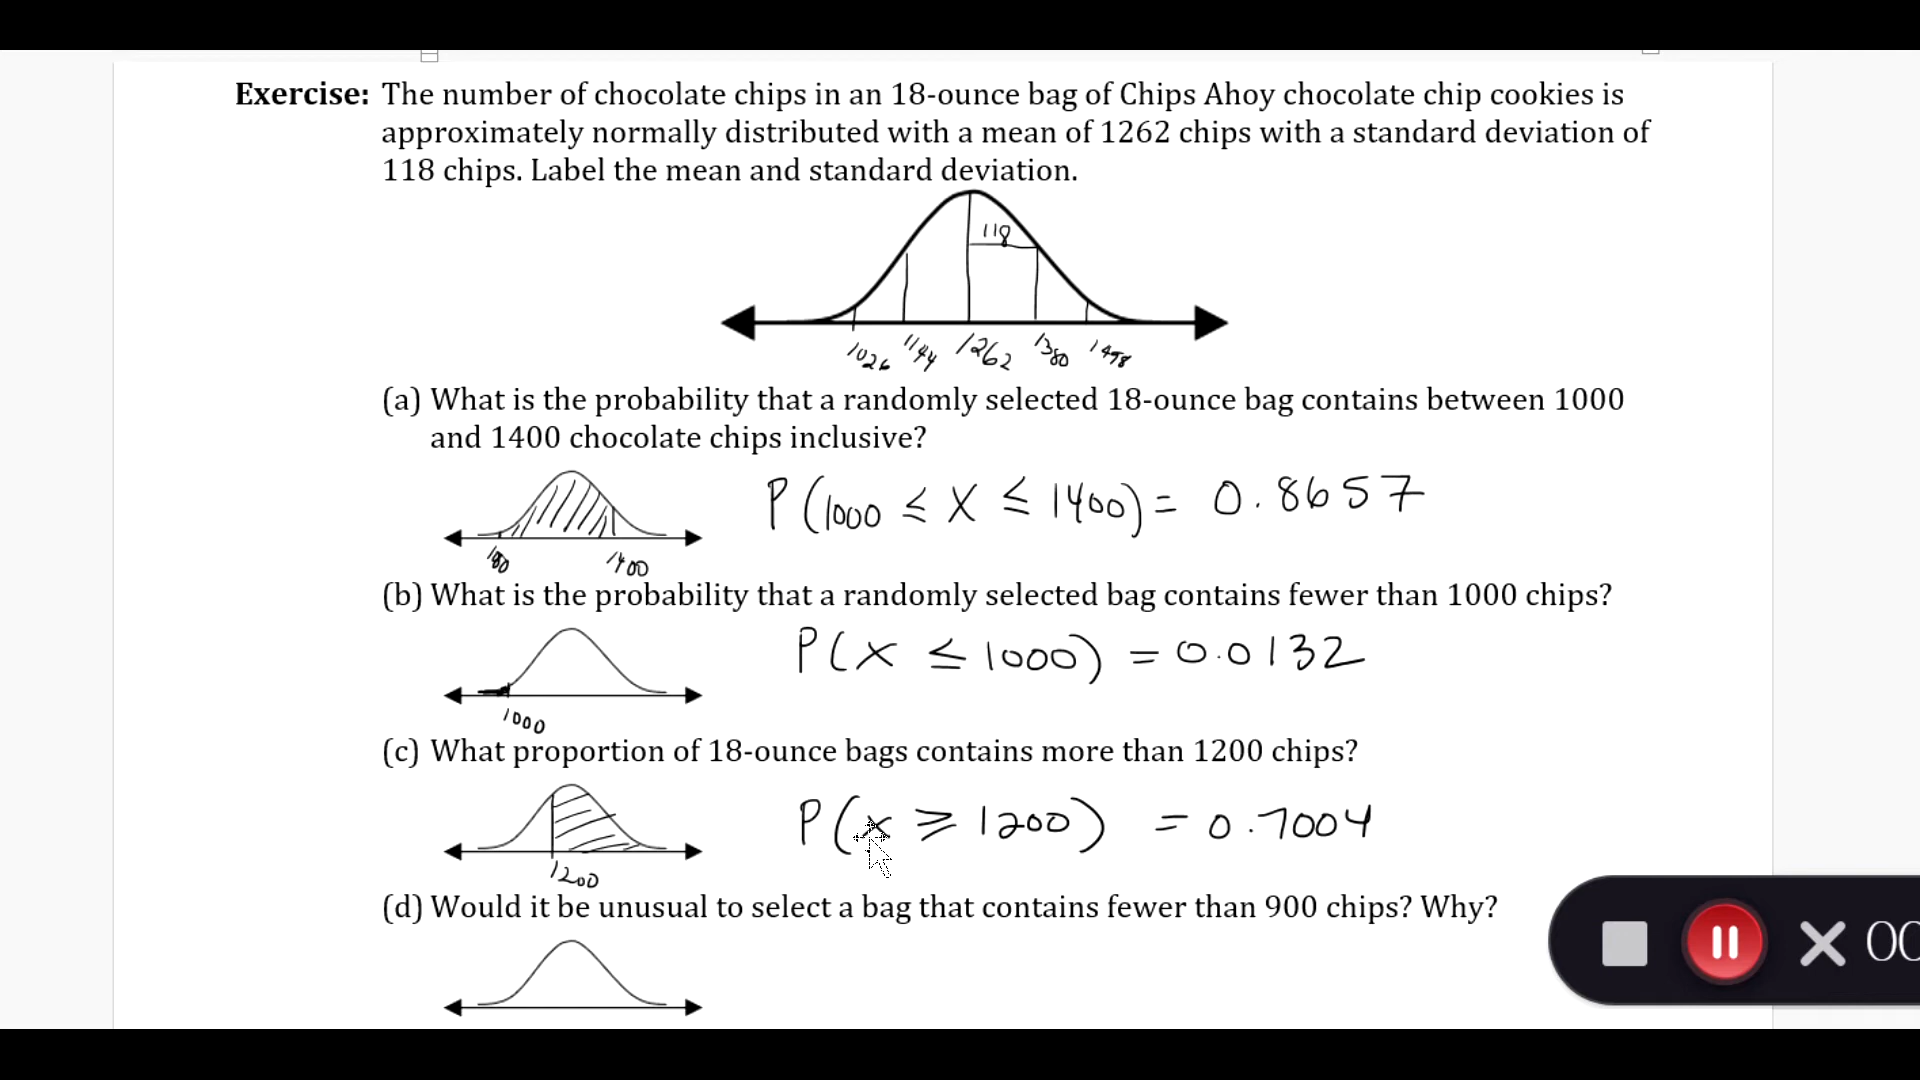 Exercise: The number of chocolate chips in an 18-ounce bag of Chips Ahoy chocolate chip cookies is
approximately normally distributed with a mean of 1262 chips with a standard deviation of
118 chips. Label the mean and standard deviation.
118
1026 1144 1262 1380 1498
(a) What is the probability that a randomly selected 18-ounce bag contains between 1000
and 1400 chocolate chips inclusive?
P(1000 ≤ X ≤ 1400) = 0.8657
1400
(b) What is the probability that a randomly selected bag contains fewer than 1000 chips?
P(x ≤ 1000) = 0.0132
1000
(c) What proportion of 18-ounce bags contains more than 1200 chips?
P(x ≥ 1200) = 0.7004
1200
(d) Would it be unusual to select a bag that contains fewer than 900 chips? Why?